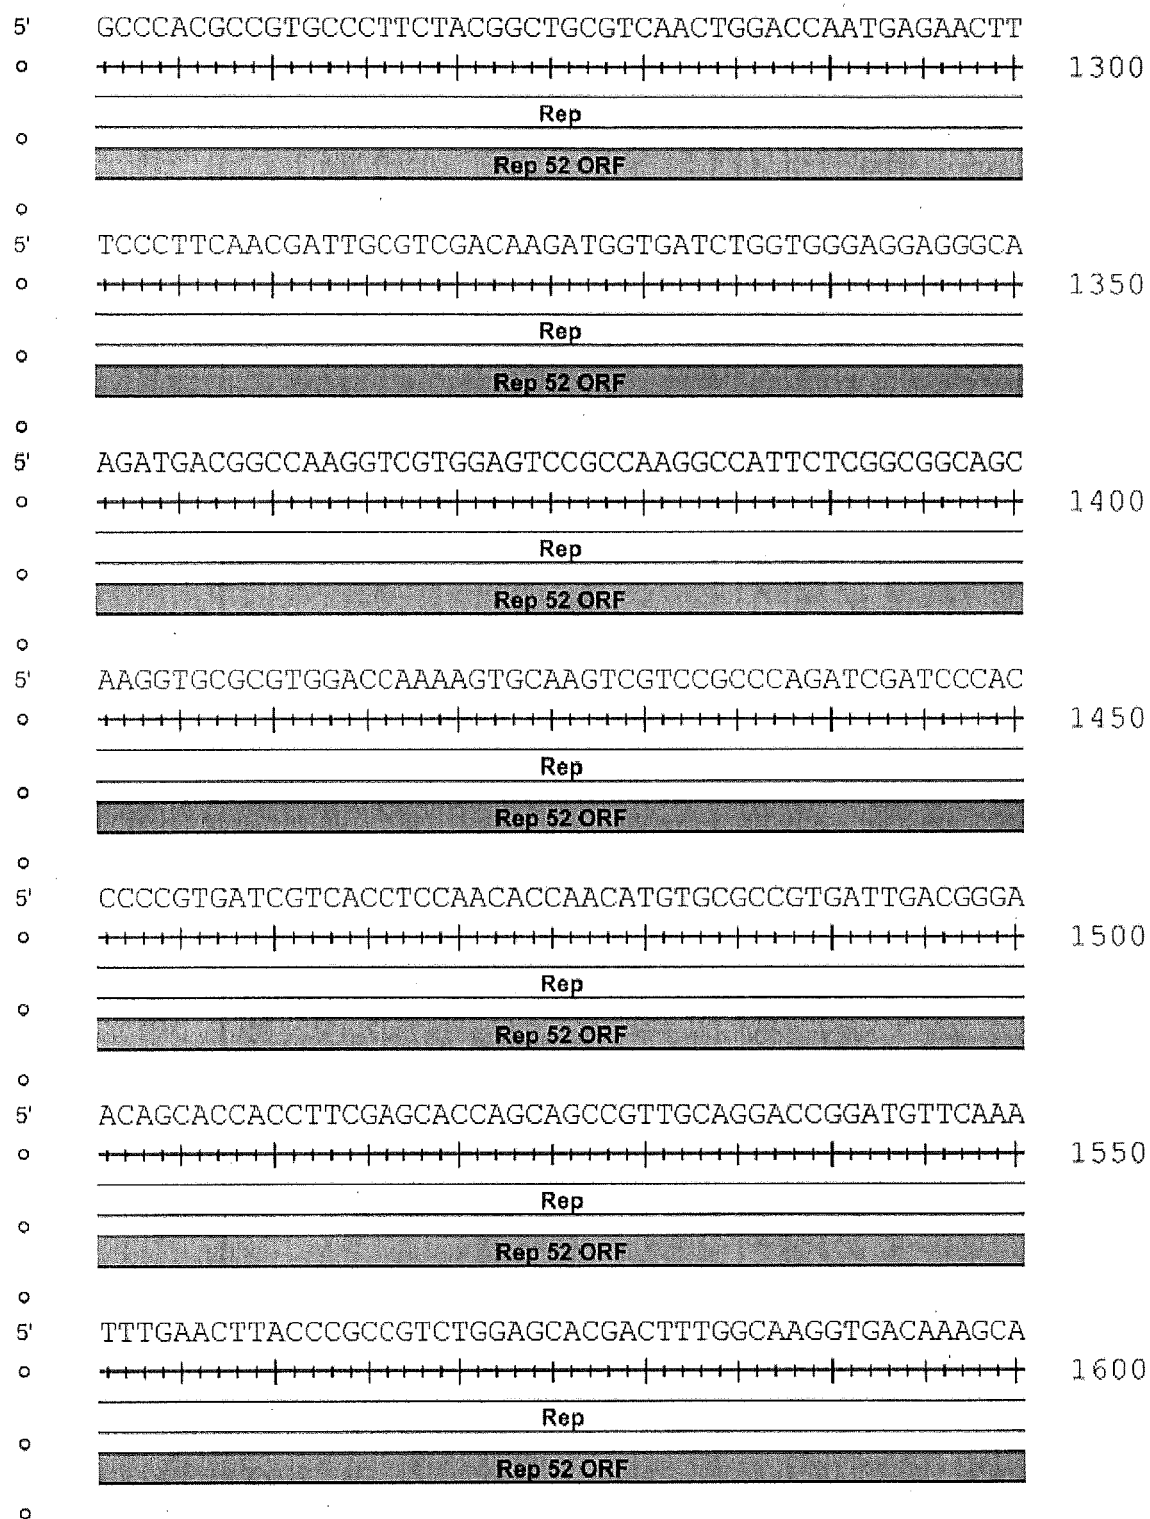 5' GCCCACGCCGTGCCCTTCTACGGCTGCGTCAACTGGACCAATGAGAACTT
1300
Rep
Rep 52 ORF
5' TCCCTTCAACGATTGCGTCGACAAGATGGTGATCTGGTGGGAGGAGGGCA
1350
Rep
Rep 52 ORF
5' AGATGACGGCCAAGGTCGTGGAGTCCGCCAAGGCCATTCTCGGCGGCAGC
1400
Rep
Rep 52 ORF
5' AAGGTGCGCGTGGACCAAAAGTGCAAGTCGTCCGCCCAGATCGATCCCAC
1450
Rep
Rep 52 ORF
5' CCCCGTGATCGTCACCTCCAACACCAACATGTGCGCCGTGATTGACGGGA
1500
Rep
Rep 52 ORF
5' ACAGCACCACCTTCGAGCACCAGCAGCCGTTGCAGGACCGGATGTTCAAA
1550
Rep
Rep 52 ORF
5' TTTGAACTTACCCGCCGTCTGGAGCACGACTTTGGCAAGGTGACAAAGCA
1600
Rep
Rep 52 ORF